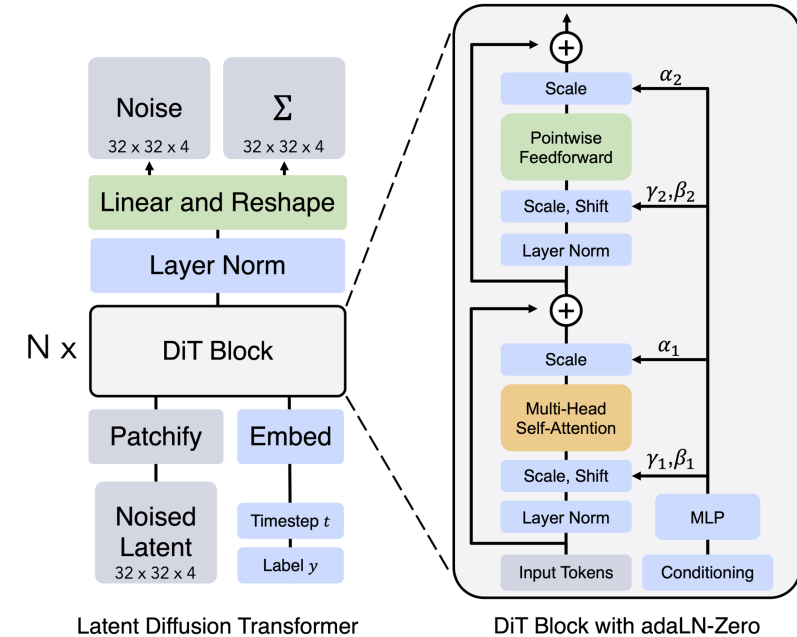 Noise
32 x 32 x 4
Σ
32 x 32 x 4
Linear and Reshape
Layer Norm
N x
DiT Block
Patchify
Embed
Noised
Latent
32 x 32 x 4
Timestep t
Label y
Latent Diffusion Transformer
+
Scale
α₂
Pointwise
Feedforward
γ₂,β₂
Scale, Shift
Layer Norm
+
Scale
α₁
Multi-Head
Self-Attention
γ₁,β₁
Scale, Shift
Layer Norm
MLP
Input Tokens
Conditioning
DiT Block with adaLN-Zero